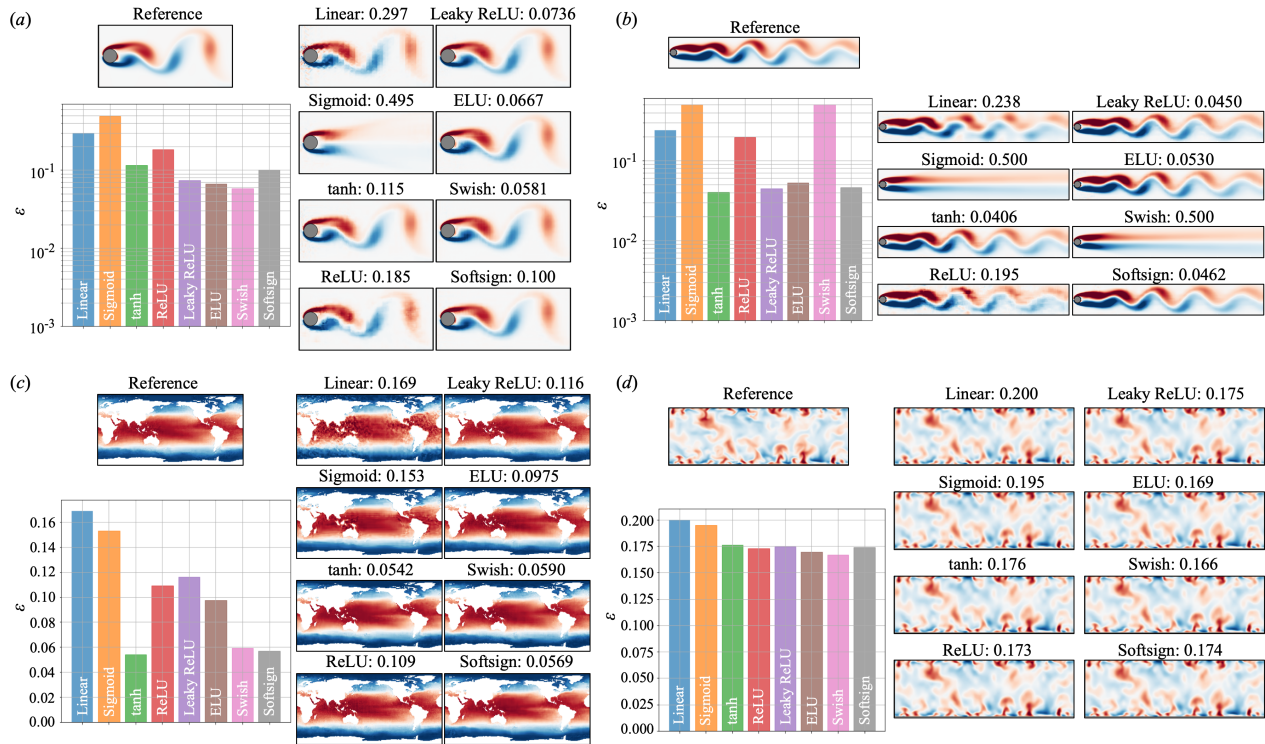 (a)
Reference
Linear: 0.297
Leaky ReLU: 0.0736
Sigmoid: 0.495
ELU: 0.0667
tanh: 0.115
Swish: 0.0581
ReLU: 0.185
Softsign: 0.100
ε
10⁻¹
10⁻²
10⁻³
Linear
Sigmoid
tanh
ReLU
Leaky ReLU
ELU
Swish
Softsign
(b)
Reference
Linear: 0.238
Leaky ReLU: 0.0450
Sigmoid: 0.500
ELU: 0.0530
tanh: 0.0406
Swish: 0.500
ReLU: 0.195
Softsign: 0.0462
ε
10⁻¹
10⁻²
10⁻³
Linear
Sigmoid
tanh
ReLU
Leaky ReLU
ELU
Swish
Softsign
(c)
Reference
Linear: 0.169
Leaky ReLU: 0.116
Sigmoid: 0.153
ELU: 0.0975
tanh: 0.0542
Swish: 0.0590
ReLU: 0.109
Softsign: 0.0569
ε
0.16
0.14
0.12
0.10
0.08
0.06
0.04
0.02
0.00
Linear
Sigmoid
tanh
ReLU
Leaky ReLU
ELU
Swish
Softsign
(d)
Reference
Linear: 0.200
Leaky ReLU: 0.175
Sigmoid: 0.195
ELU: 0.169
tanh: 0.176
Swish: 0.166
ReLU: 0.173
Softsign: 0.174
ε
0.200
0.175
0.150
0.125
0.100
0.075
0.050
0.025
0.000
Linear
Sigmoid
tanh
ReLU
Leaky ReLU
ELU
Swish
Softsign